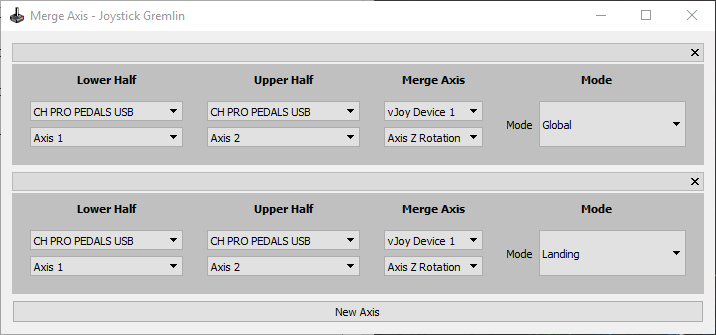 Merge Axis - Joystick Gremlin
Lower Half Upper Half Merge Axis Mode
CH PRO PEDALS USB CH PRO PEDALS USB vJoy Device 1
Mode Global
Axis 1 Axis 2 Axis Z Rotation
Lower Half Upper Half Merge Axis Mode
CH PRO PEDALS USB CH PRO PEDALS USB vJoy Device 1
Mode Landing
Axis 1 Axis 2 Axis Z Rotation
New Axis